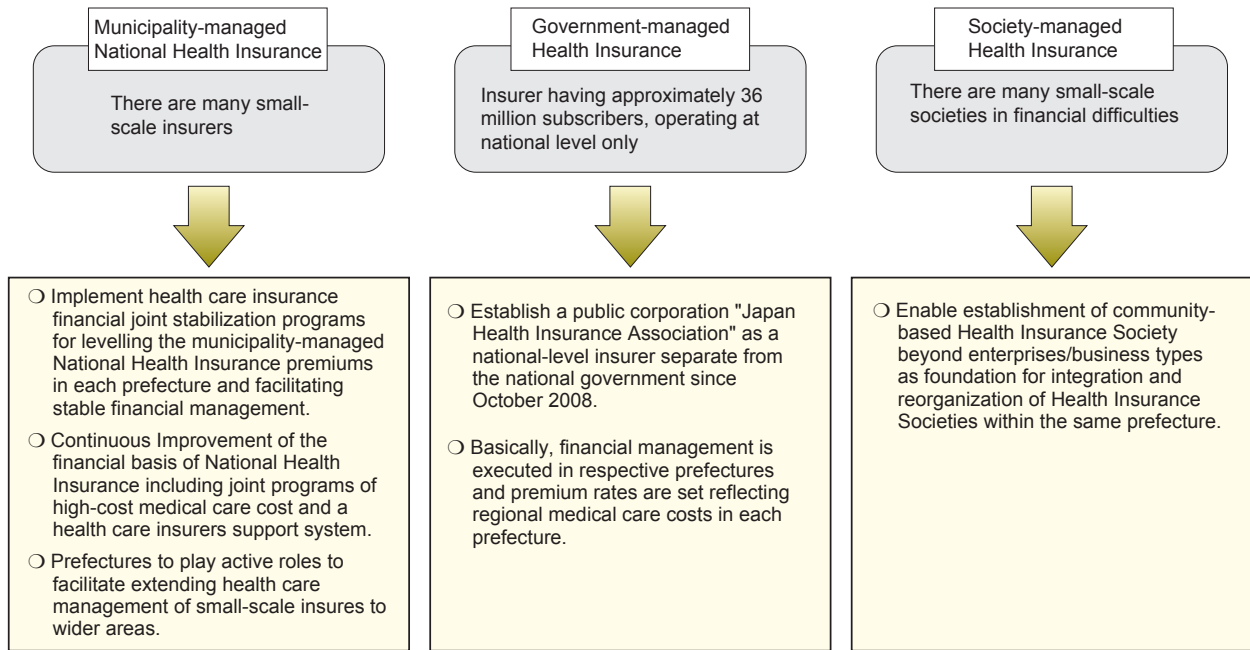 Municipality-managed
National Health Insurance
There are many small-
scale insurers
❍ Implement health care insurance
financial joint stabilization programs
for levelling the municipality-managed
National Health Insurance premiums
in each prefecture and facilitating
stable financial management.
❍ Continuous Improvement of the
financial basis of National Health
Insurance including joint programs of
high-cost medical care cost and a
health care insurers support system.
❍ Prefectures to play active roles to
facilitate extending health care
management of small-scale insures to
wider areas.
Government-managed
Health Insurance
Insurer having approximately 36
million subscribers, operating at
national level only
❍ Establish a public corporation "Japan
Health Insurance Association" as a
national-level insurer separate from
the national government since
October 2008.
❍ Basically, financial management is
executed in respective prefectures
and premium rates are set reflecting
regional medical care costs in each
prefecture.
Society-managed
Health Insurance
There are many small-scale
societies in financial difficulties
❍ Enable establishment of community-
based Health Insurance Society
beyond enterprises/business types
as foundation for integration and
reorganization of Health Insurance
Societies within the same prefecture.